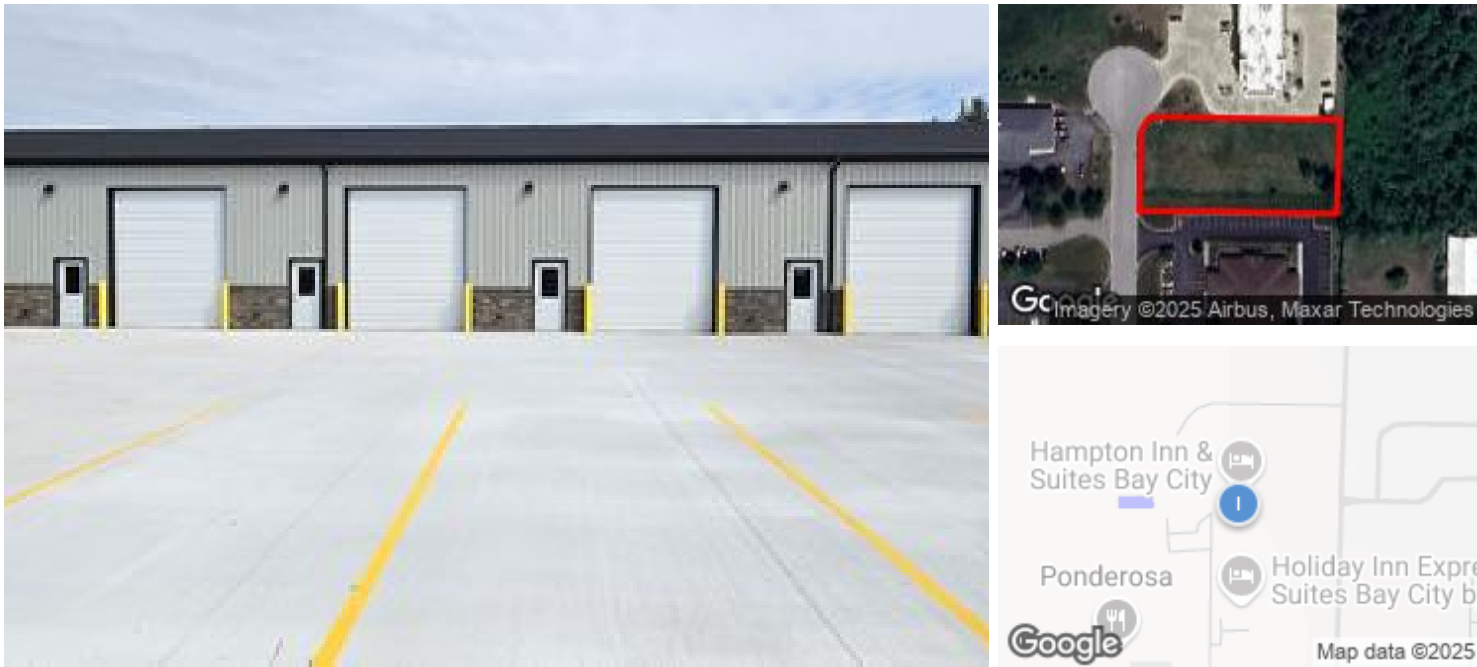 Google
Imagery ©2025 Airbus, Maxar Technologies
Hampton Inn &
Suites Bay City
I
Ponderosa
Holiday Inn Expre
Suites Bay City b
Google
Map data ©2025